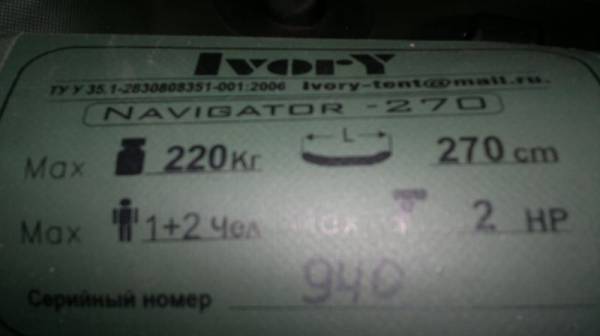 IvorY
ТУ У 35.1-2830808351-001:2006 Ivory-tent@mail.ru.
NAVIGATOR -270
Max 220Кг L 270 cm
Max 1+2 Чел Max 2 HP
Серийный номер 940